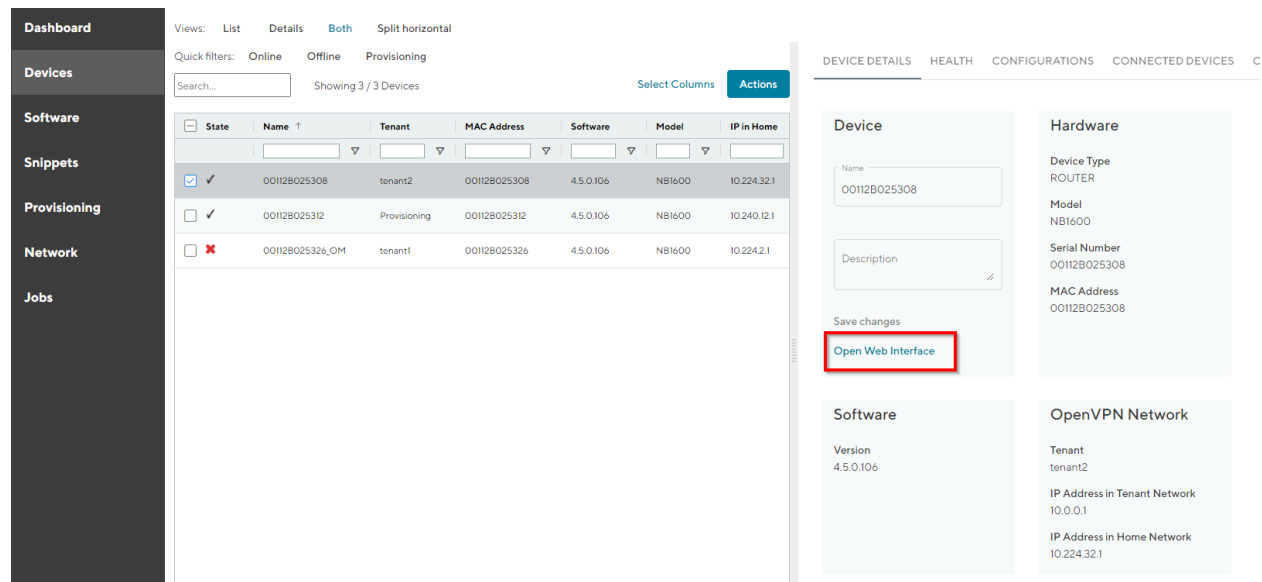 Dashboard
Devices
Software
Snippets
Provisioning
Network
Jobs
Views: List Details Both Split horizontal
Quick filters: Online Offline Provisioning
Search... Showing 3 / 3 Devices Select Columns Actions
State Name ↑ Tenant MAC Address Software Model IP in Home
00112B025308 tenant2 00112B025308 4.5.0.106 NB1600 10.224.32.1
00112B025312 Provisioning 00112B025312 4.5.0.106 NB1600 10.240.12.1
00112B025326_OM tenant1 00112B025326 4.5.0.106 NB1600 10.224.2.1
DEVICE DETAILS HEALTH CONFIGURATIONS CONNECTED DEVICES C
Device
Name
00112B025308
Description
Save changes
Open Web Interface
Hardware
Device Type
ROUTER
Model
NB1600
Serial Number
00112B025308
MAC Address
00112B025308
Software
Version
4.5.0.106
OpenVPN Network
Tenant
tenant2
IP Address in Tenant Network
10.0.0.1
IP Address in Home Network
10.224.32.1